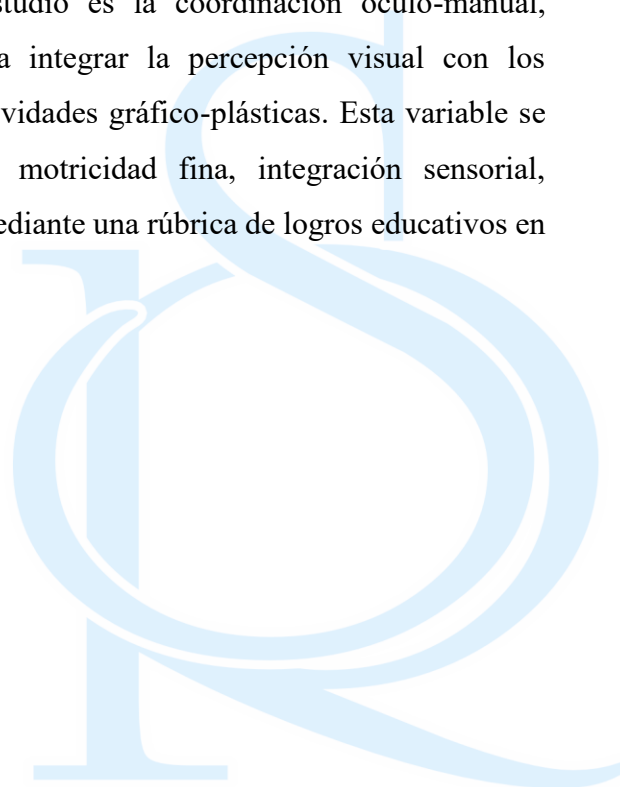 studio es la coordinación óculo-manual,
a integrar la percepción visual con los
vidades gráfico-plásticas. Esta variable se
motricidad fina, integración sensorial,
ediante una rúbrica de logros educativos en